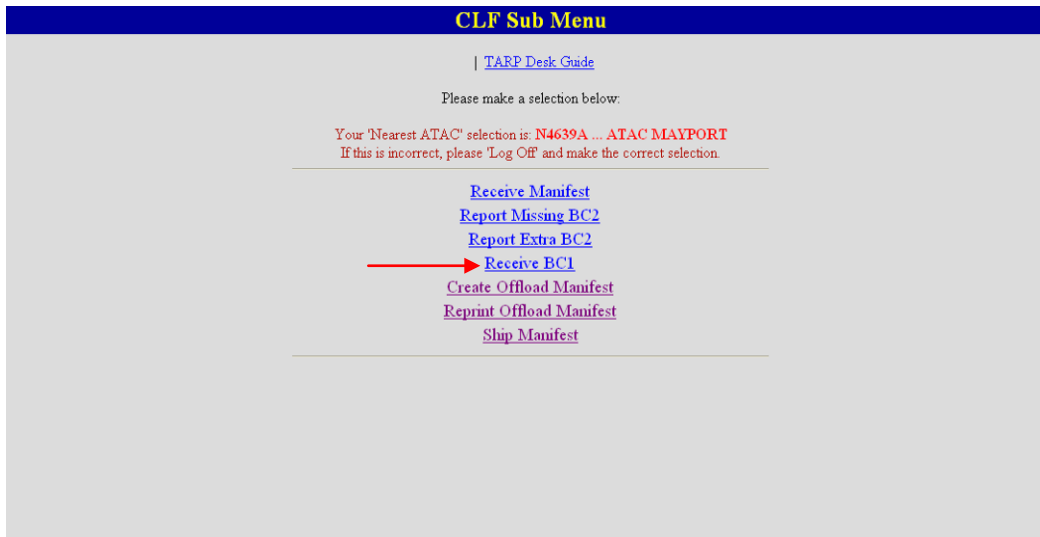 CLF Sub Menu
| TARP Desk Guide
Please make a selection below:
Your 'Nearest ATAC' selection is: N4639A ... ATAC MAYPORT
If this is incorrect, please 'Log Off' and make the correct selection.
Receive Manifest
Report Missing BC2
Report Extra BC2
Receive BC1
Create Offload Manifest
Reprint Offload Manifest
Ship Manifest